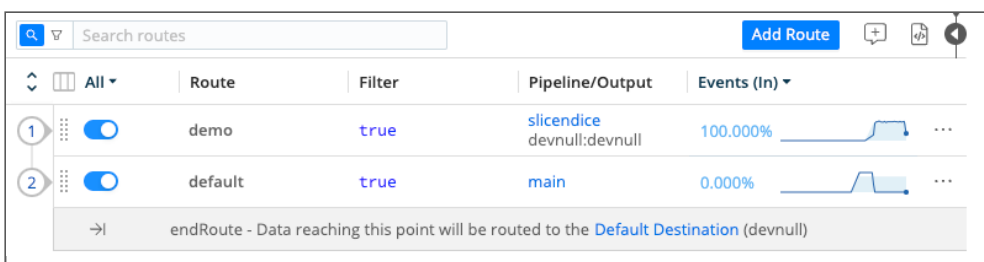 Search routes
Add Route
All Route Filter Pipeline/Output Events (In)
1 demo true slicendice 100.000% ...
devnull:devnull
2 default true main 0.000% ...
endRoute - Data reaching this point will be routed to the Default Destination (devnull)